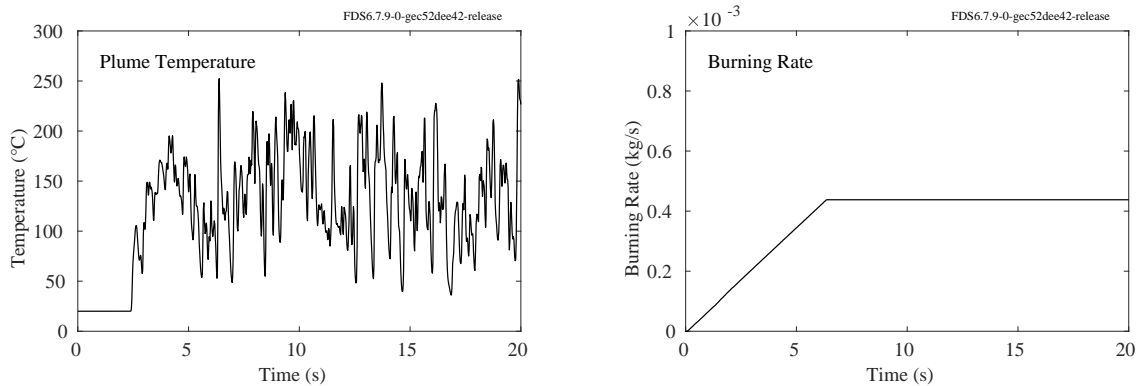 FDS6.7.9-0-gec52dee42-release
Plume Temperature
300
250
200
150
100
50
0
Temperature (°C)
0 5 10 15 20
Time (s)
FDS6.7.9-0-gec52dee42-release
×10 -3
Burning Rate
1
0.8
0.6
0.4
0.2
0
Burning Rate (kg/s)
0 5 10 15 20
Time (s)